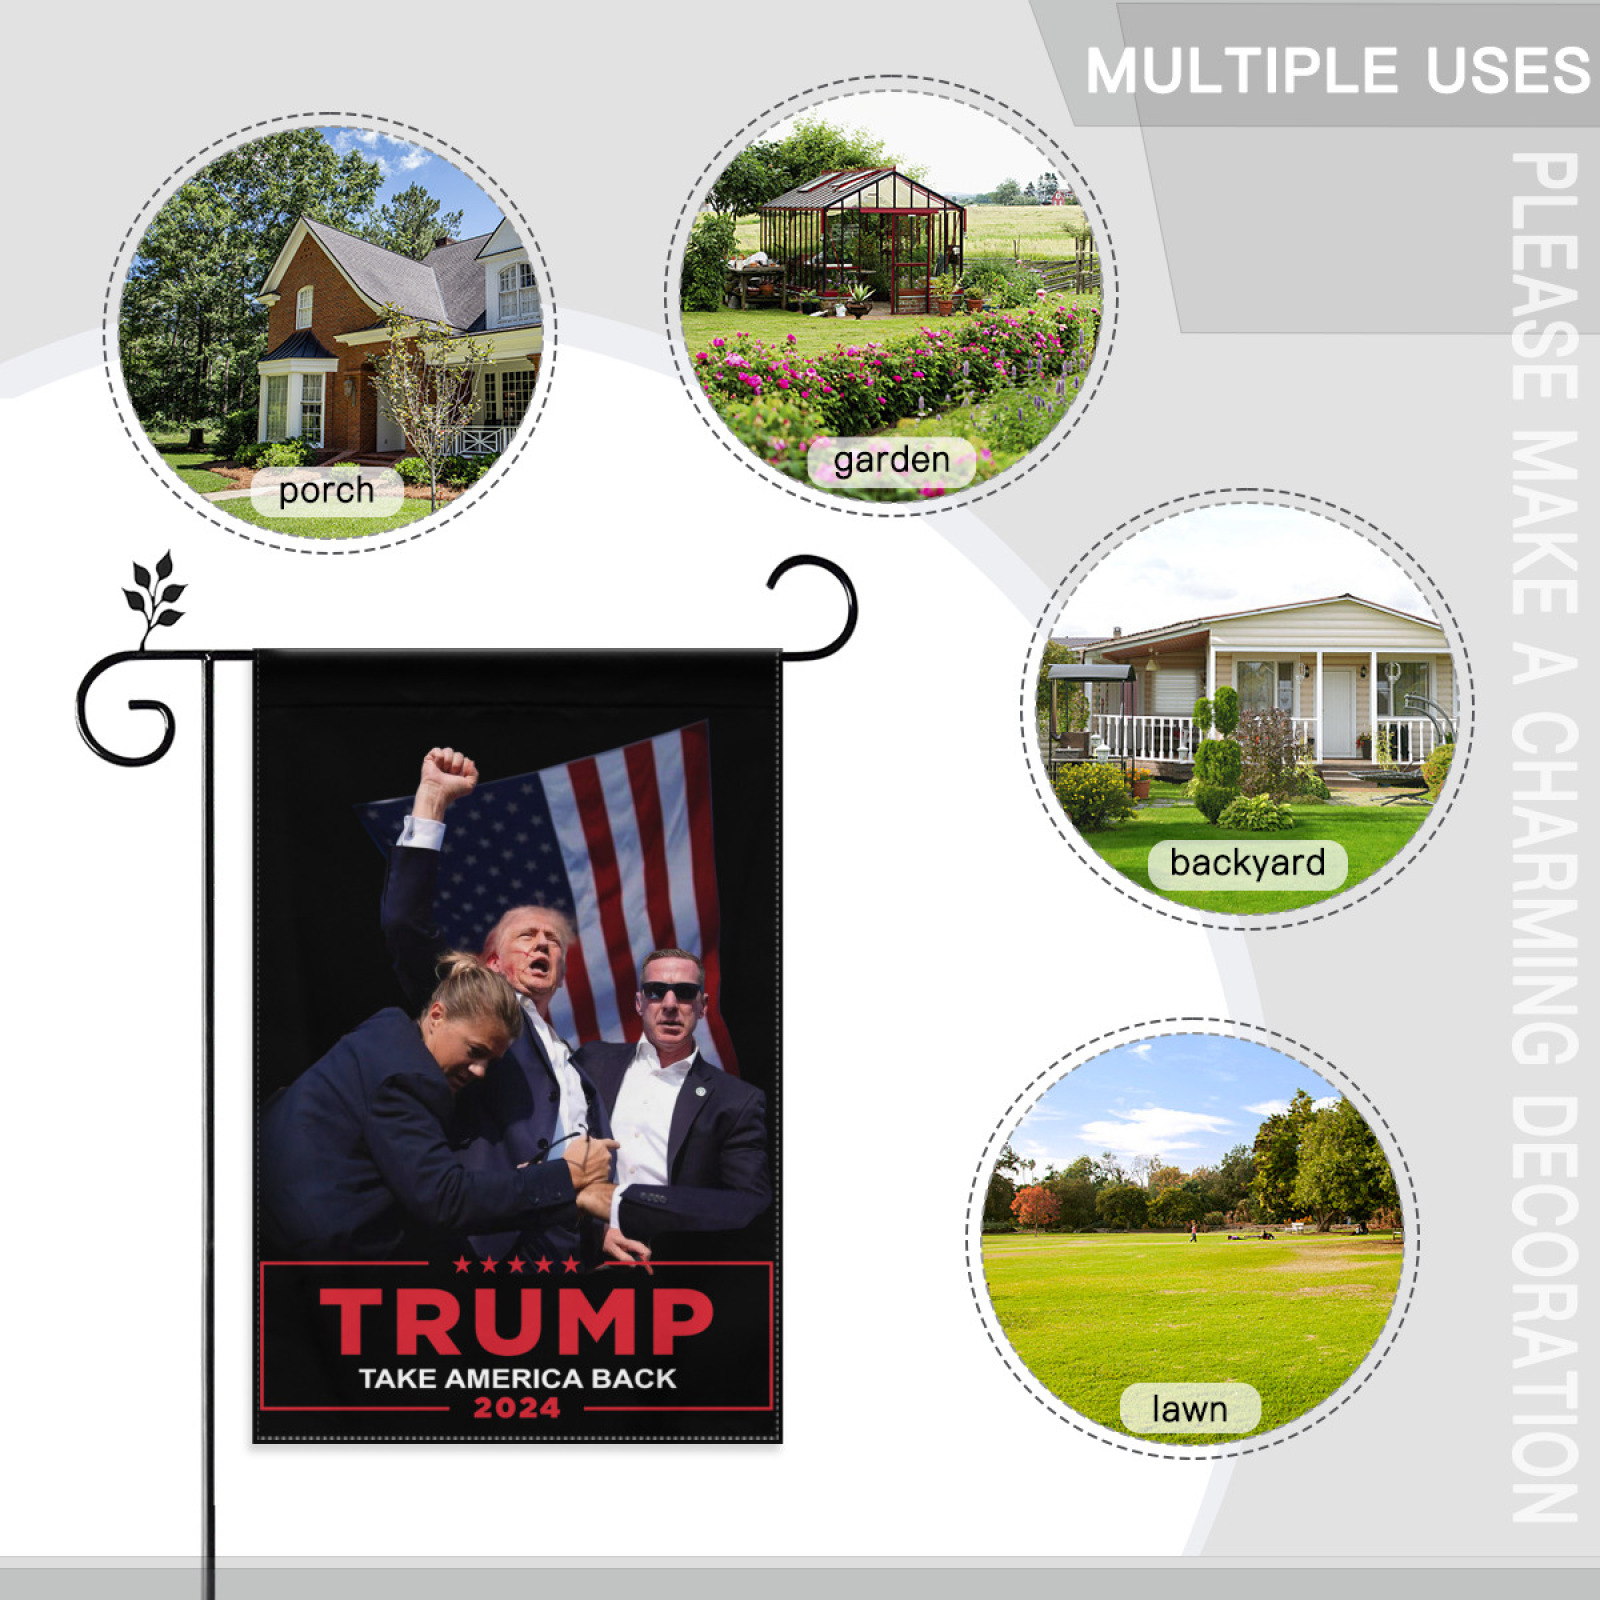 MULTIPLE USES
PLEASE MAKE A CHARMING DECORATION
porch
garden
backyard
lawn
TRUMP
TAKE AMERICA BACK
2024